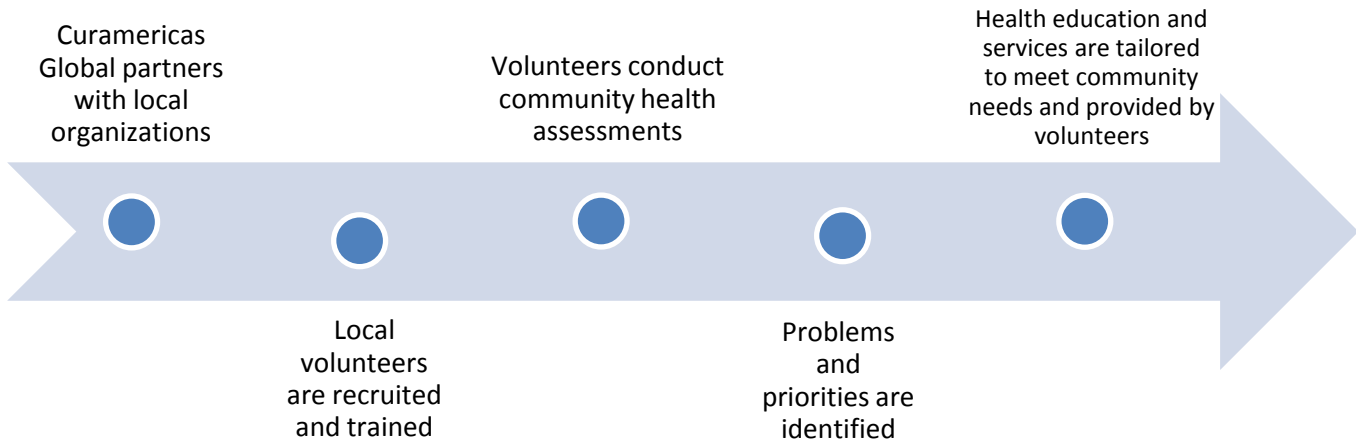 Curamericas
Global partners
with local
organizations
Local
volunteers
are recruited
and trained
Volunteers conduct
community health
assessments
Problems
and
priorities are
identified
Health education and
services are tailored
to meet community
needs and provided by
volunteers